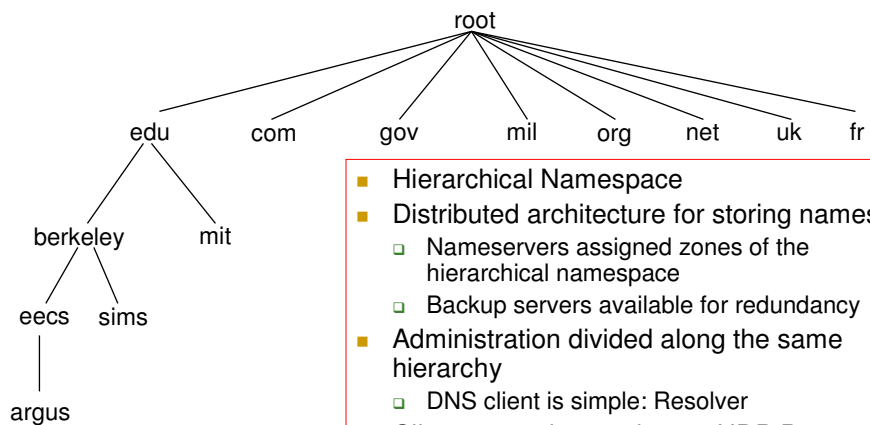 root
edu com gov mil org net uk fr
Hierarchical Namespace
Distributed architecture for storing names
berkeley mit
Nameservers assigned zones of the
hierarchical namespace
Backup servers available for redundancy
eecs sims
Administration divided along the same
hierarchy
DNS client is simple: Resolver
argus